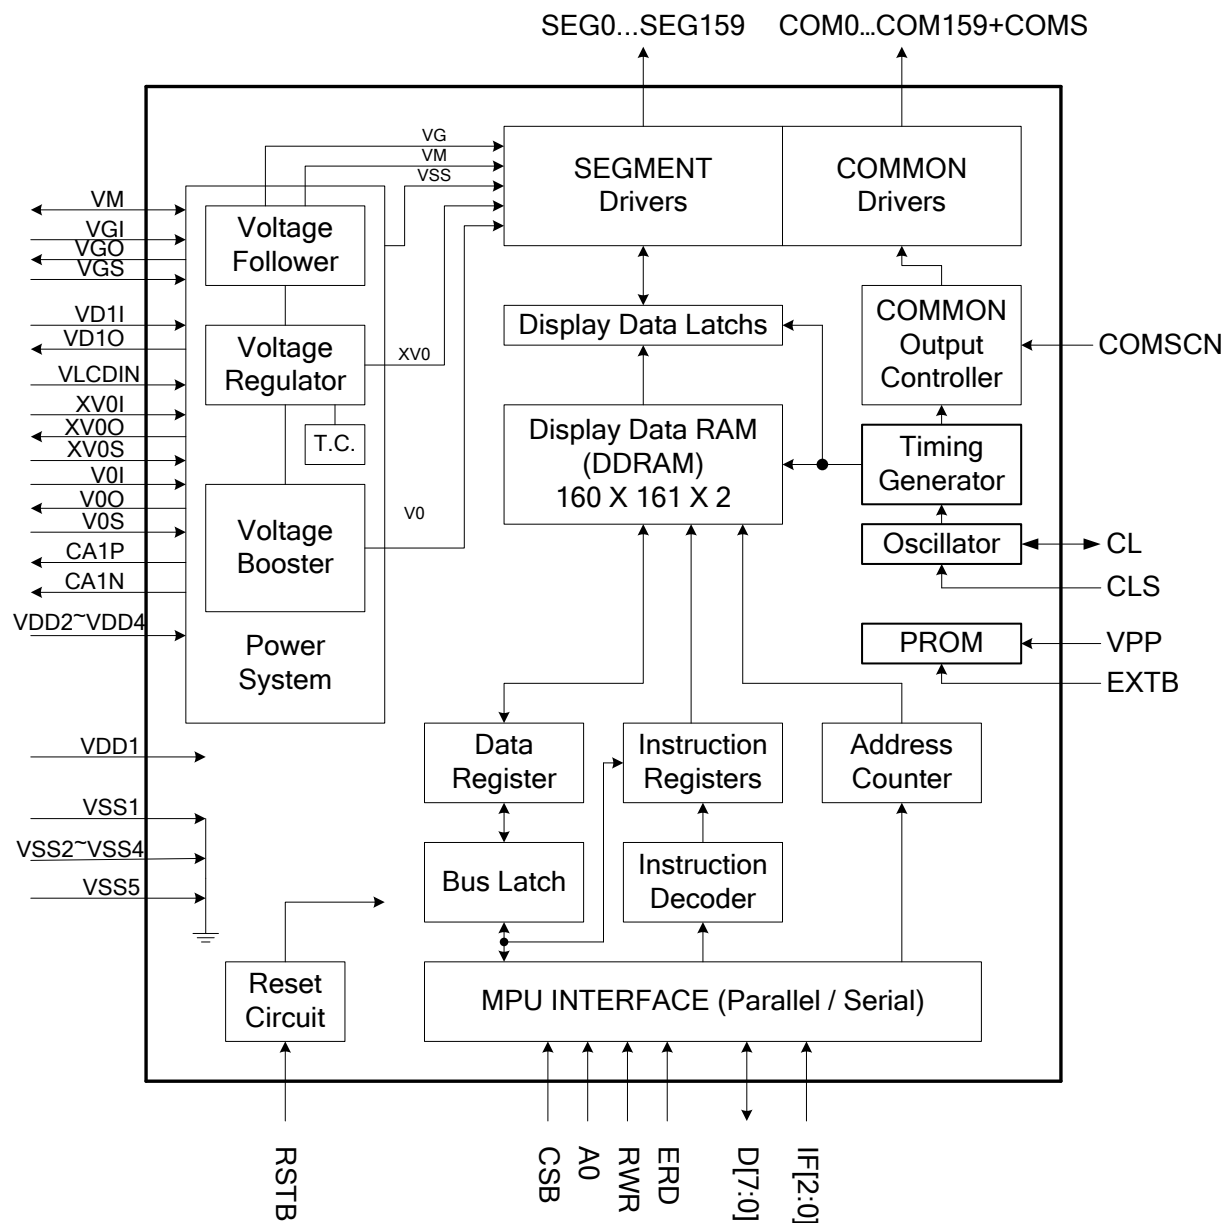 SEG0...SEG159
COM0...COM159+COMS
VG
VM
VSS
SEGMENT
Drivers
COMMON
Drivers
VM
VGI
VGO
VGS
VD1I
VD1O
VLCDIN
XV0I
XV0O
XV0S
V0I
V0O
V0S
CA1P
CA1N
VDD2~VDD4
Voltage
Follower
Voltage
Regulator
T.C.
Voltage
Booster
Power
System
XV0
V0
Display Data Latchs
Display Data RAM
(DDRAM)
160 X 161 X 2
COMMON
Output
Controller
COMSCN
Timing
Generator
Oscillator
CL
CLS
PROM
VPP
EXTB
VDD1
VSS1
VSS2~VSS4
VSS5
Data
Register
Instruction
Registers
Address
Counter
Bus Latch
Instruction
Decoder
Reset
Circuit
MPU INTERFACE (Parallel / Serial)
RSTB
CSB
A0
RWR
ERD
D[7:0]
IF[2:0]